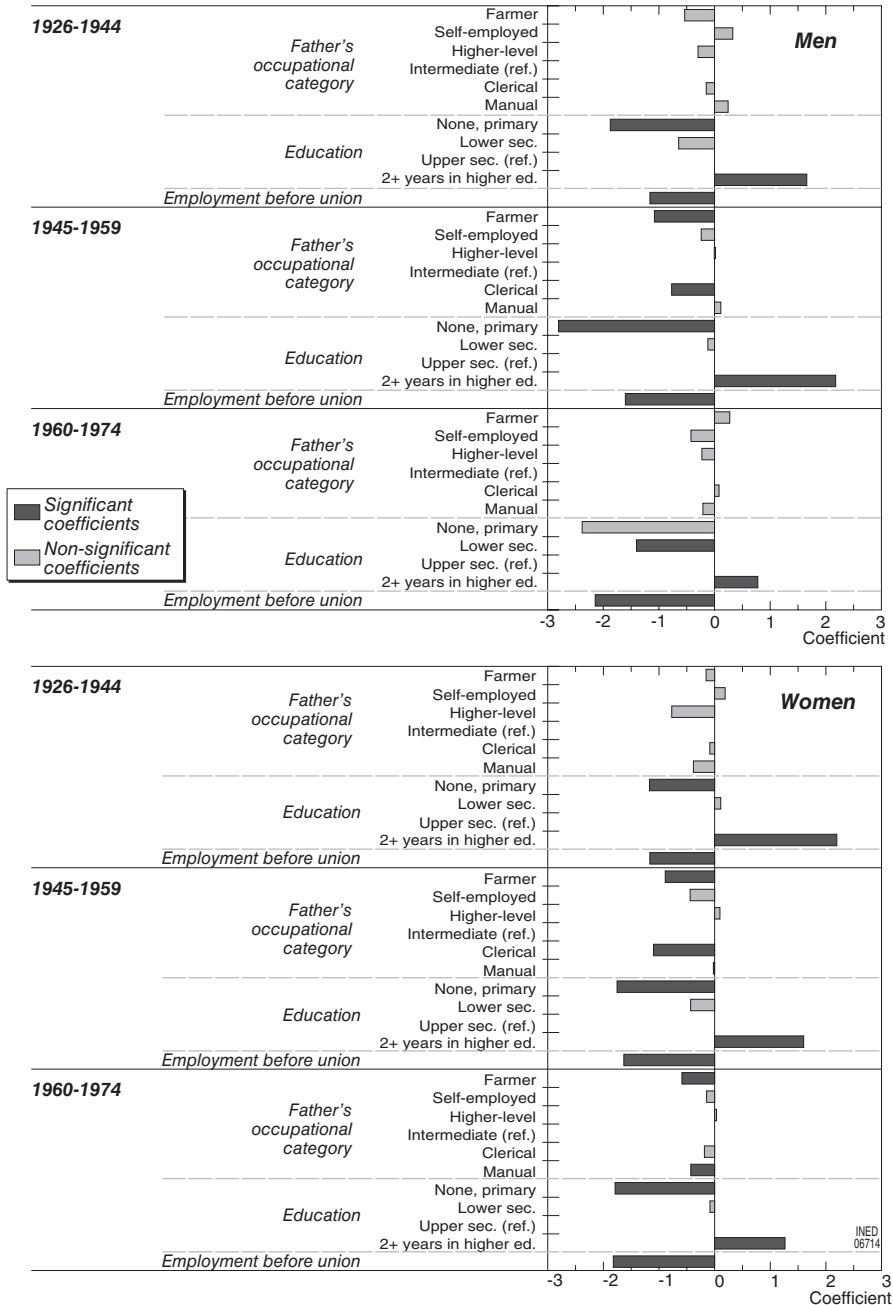 1926-1944
Men
Father's
occupational
category
Farmer
Self-employed
Higher-level
Intermediate (ref.)
Clerical
Manual
Education
None, primary
Lower sec.
Upper sec. (ref.)
2+ years in higher ed.
Employment before union
1945-1959
Father's
occupational
category
Farmer
Self-employed
Higher-level
Intermediate (ref.)
Clerical
Manual
Education
None, primary
Lower sec.
Upper sec. (ref.)
2+ years in higher ed.
Employment before union
1960-1974
Father's
occupational
category
Farmer
Self-employed
Higher-level
Intermediate (ref.)
Clerical
Manual
Education
None, primary
Lower sec.
Upper sec. (ref.)
2+ years in higher ed.
Employment before union
Significant
coefficients
Non-significant
coefficients
-3 -2 -1 0 1 2 3
Coefficient
1926-1944
Women
Father's
occupational
category
Farmer
Self-employed
Higher-level
Intermediate (ref.)
Clerical
Manual
Education
None, primary
Lower sec.
Upper sec. (ref.)
2+ years in higher ed.
Employment before union
1945-1959
Father's
occupational
category
Farmer
Self-employed
Higher-level
Intermediate (ref.)
Clerical
Manual
Education
None, primary
Lower sec.
Upper sec. (ref.)
2+ years in higher ed.
Employment before union
1960-1974
Father's
occupational
category
Farmer
Self-employed
Higher-level
Intermediate (ref.)
Clerical
Manual
Education
None, primary
Lower sec.
Upper sec. (ref.)
2+ years in higher ed.
Employment before union
INED
06714
-3 -2 -1 0 1 2 3
Coefficient